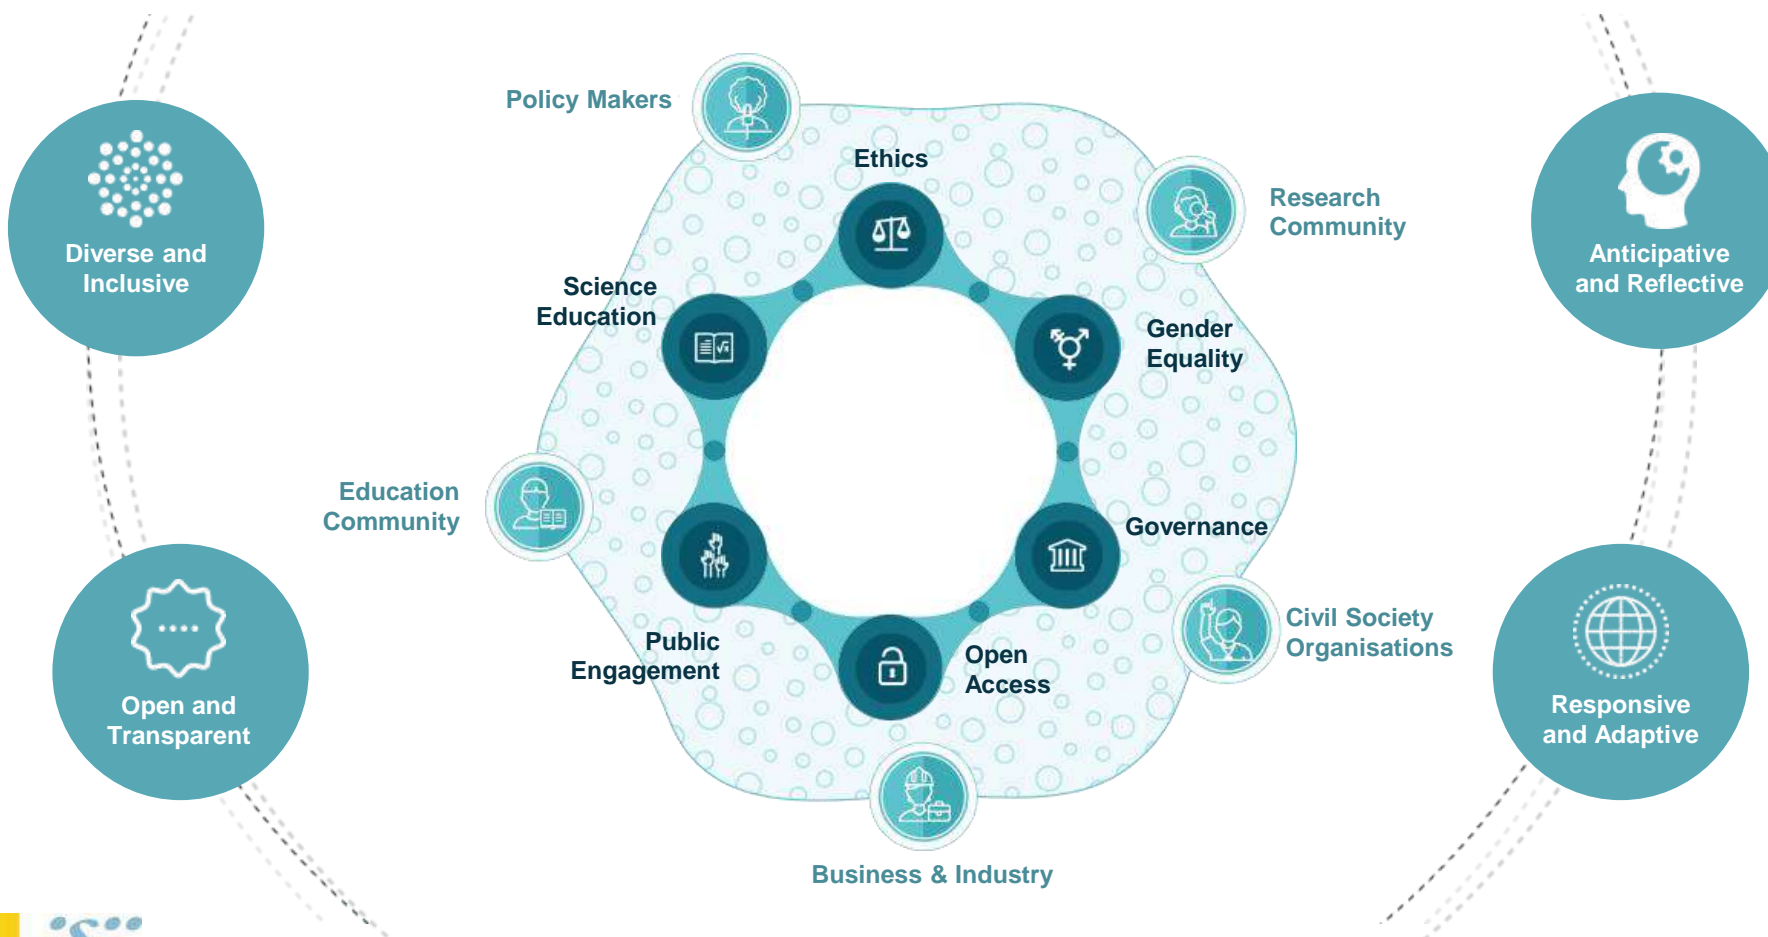 Policy Makers
Ethics
Research
Community
Diverse and
Inclusive
Anticipative
and Reflective
Science
Education
Gender
Equality
Education
Community
Governance
Civil Society
Organisations
Public
Engagement
Open
Access
Open and
Transparent
Responsive
and Adaptive
Business & Industry